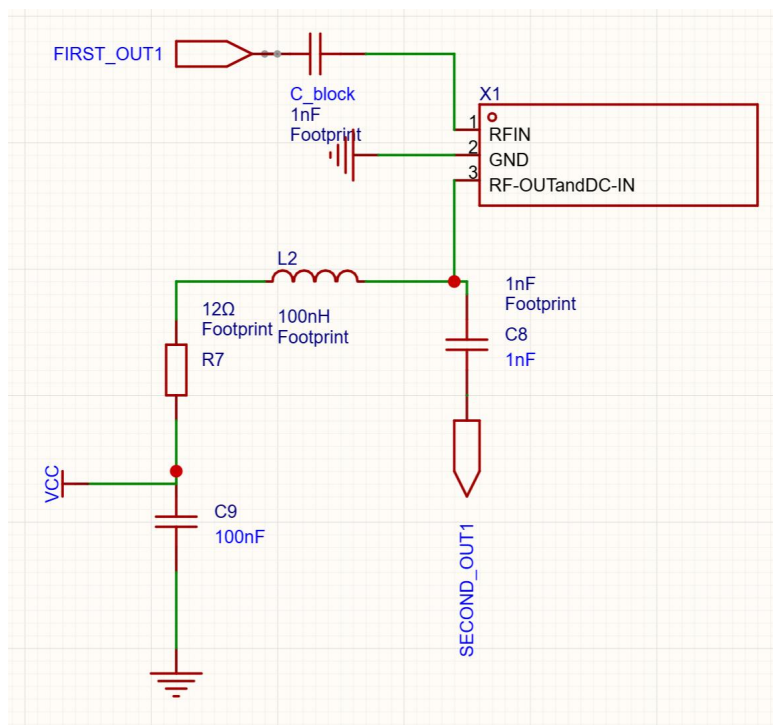 FIRST_OUT1
C_block
1nF
Footprint
X1
1
RFIN
2
GND
3
RF-OUTandDC-IN
L2
100nH
Footprint
1nF
Footprint
C8
1nF
12Ω
Footprint
R7
VCC
C9
100nF
SECOND_OUT1